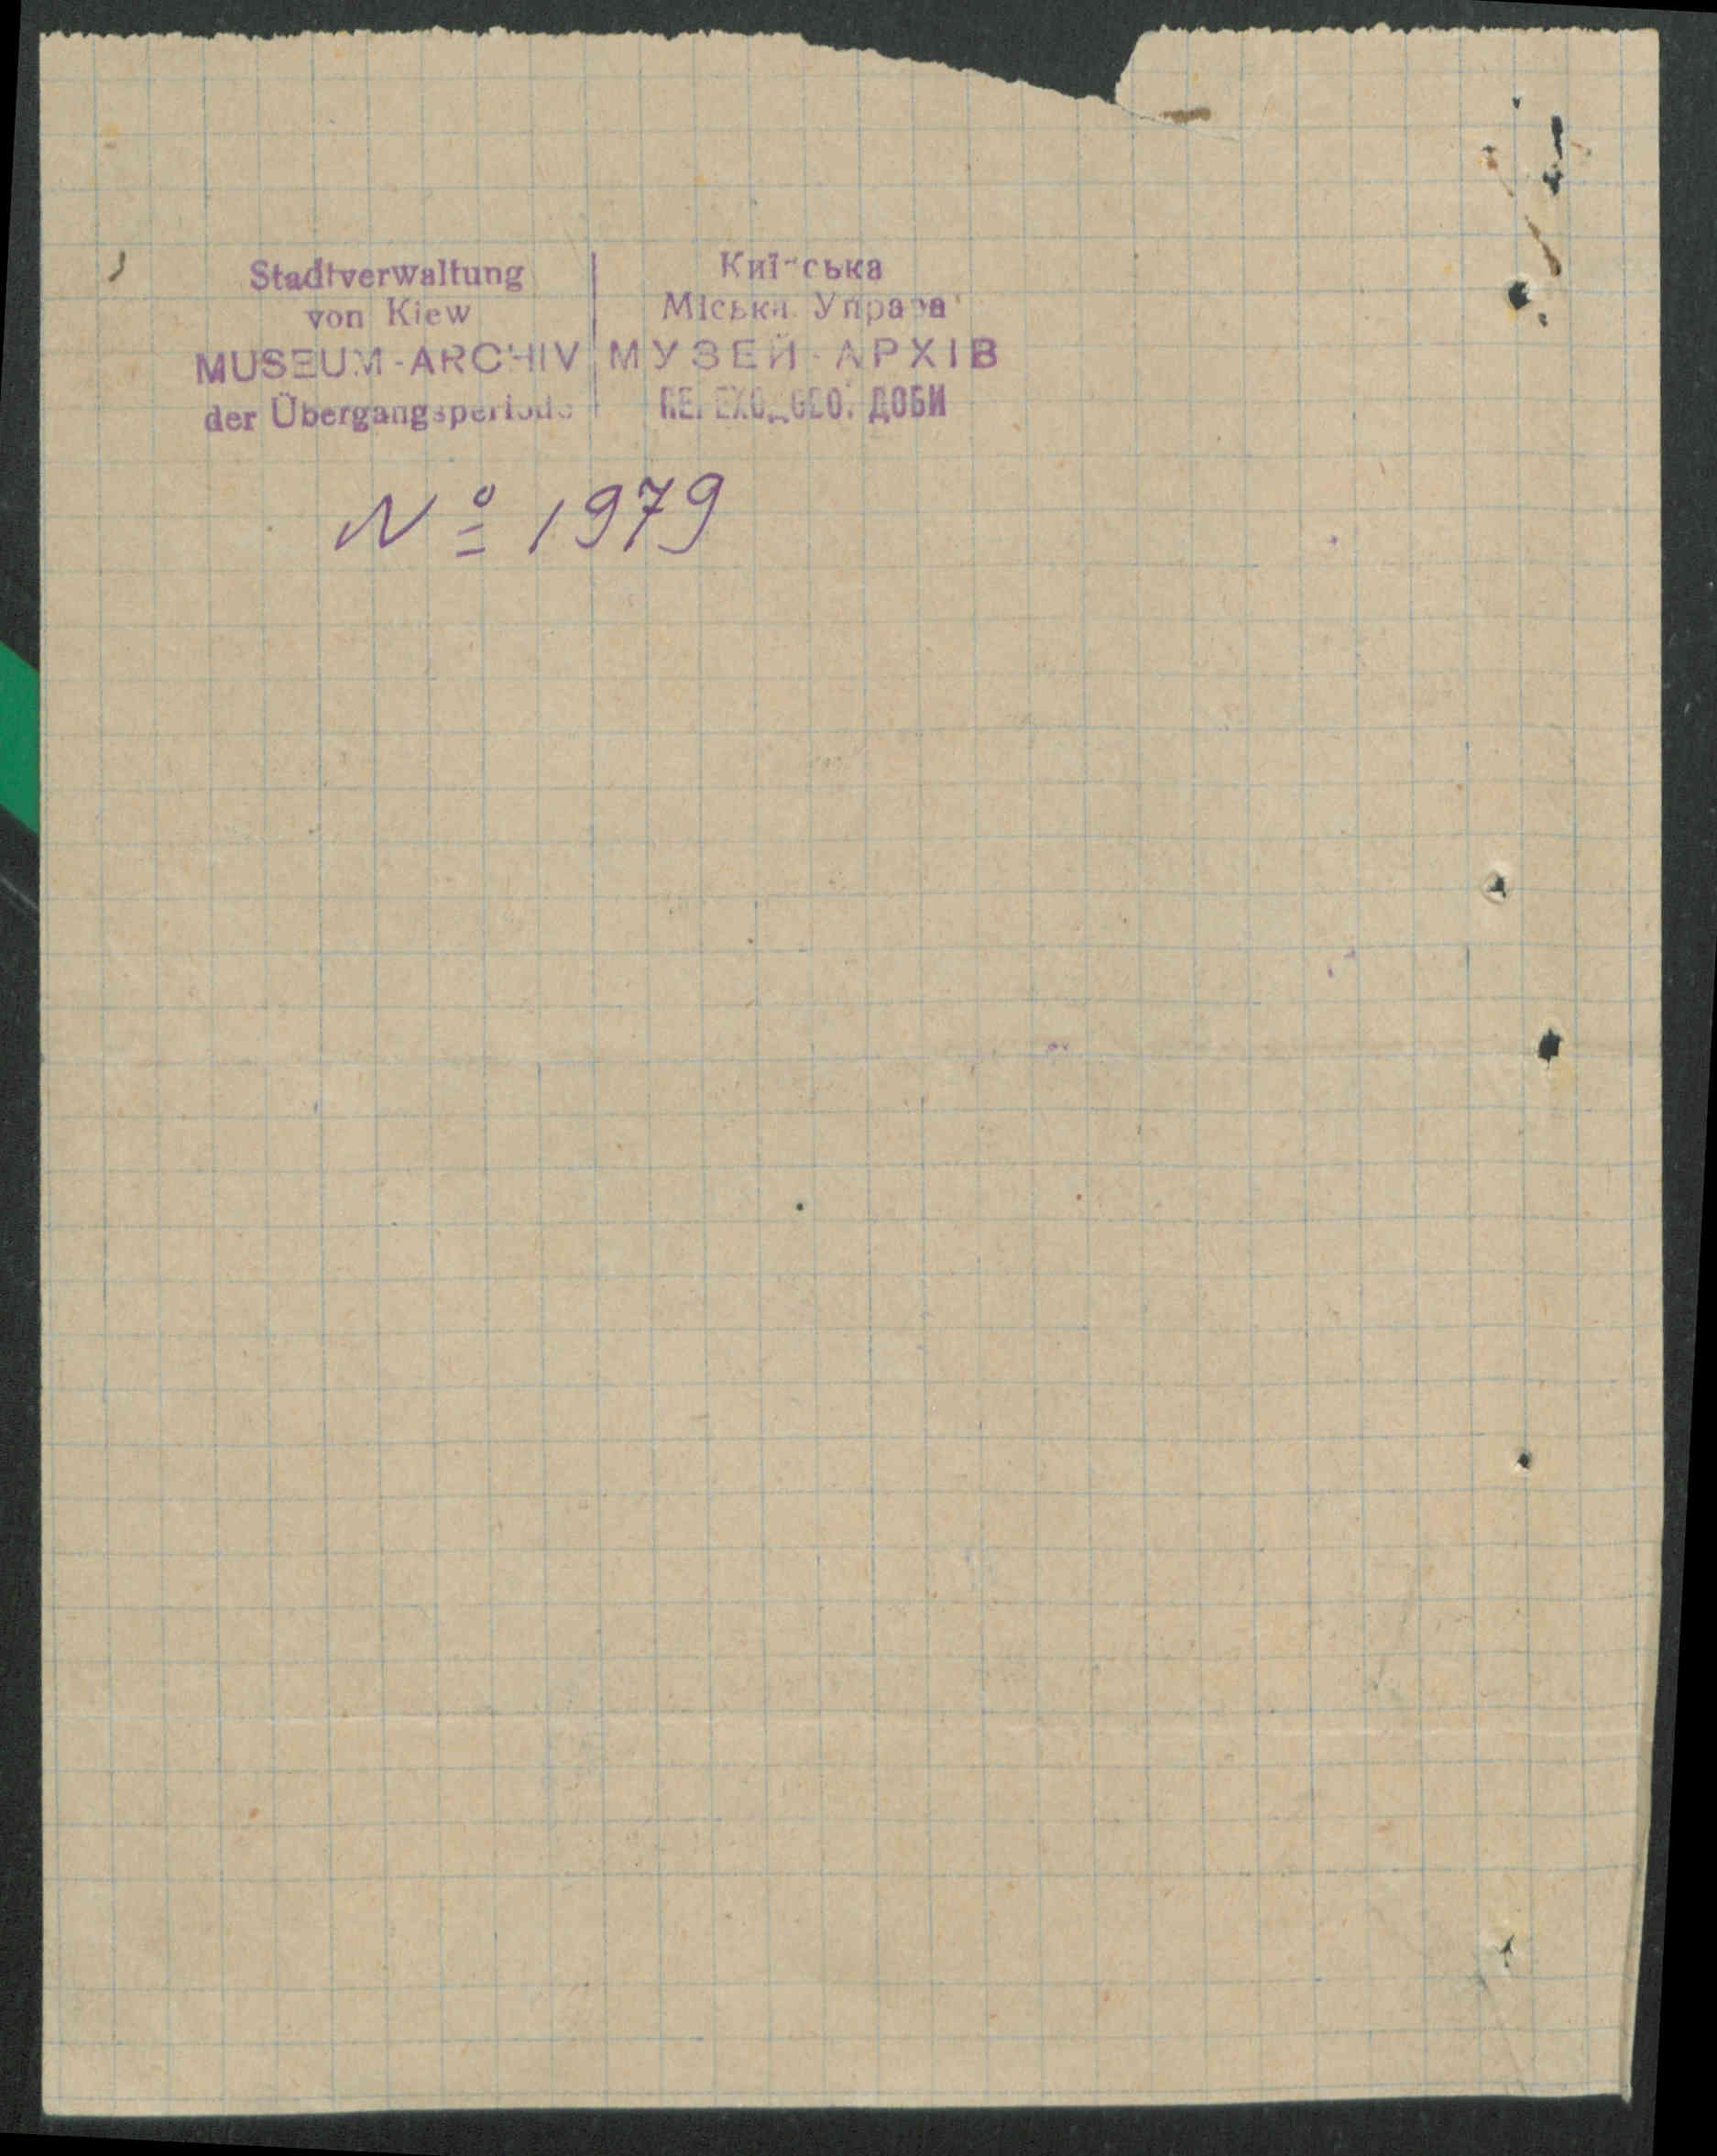 Stadtverwaltung
von Kiew
MUSEUM-ARCHIV
der Übergangsperiode
Київська
Міська Управа
МУЗЕЙ-АРХІВ
ПЕРЕХОДОВОЇ ДОБИ
№ 1979